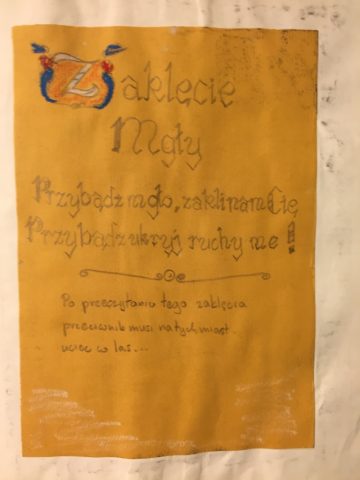 Zaklęcie
Mgły
Przybądź mgło, zaklinam Cię
Przybądź ukryj ruchy me!
Po przeczytaniu tego zaklęcia
przeciwnik musi natychmiast
uciec w las...